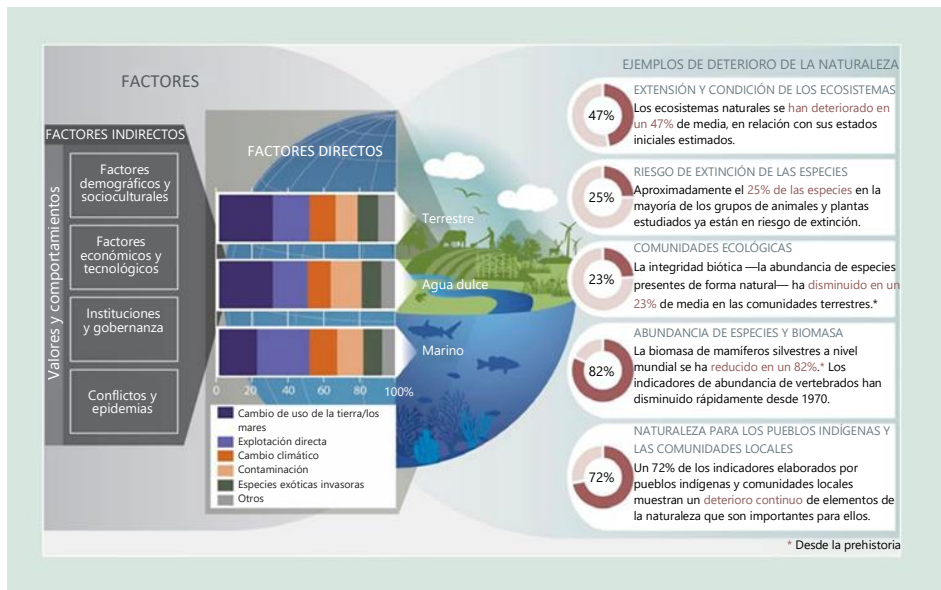 FACTORES
FACTORES INDIRECTOS
Valores y comportamientos
Factores
demográficos y
socioculturales
Factores
económicos y
tecnológicos
Instituciones
y gobernanza
Conflictos y
epidemias
FACTORES DIRECTOS
Terrestre
Agua dulce
Marino
0 20 40 60 80 100%
Cambio de uso de la tierra/los
mares
Explotación directa
Cambio climático
Contaminación
Especies exóticas invasoras
Otros
EJEMPLOS DE DETERIORO DE LA NATURALEZA
47%
EXTENSIÓN Y CONDICIÓN DE LOS ECOSISTEMAS
Los ecosistemas naturales se han deteriorado en
un 47% de media, en relación con sus estados
iniciales estimados.
25%
RIESGO DE EXTINCIÓN DE LAS ESPECIES
Aproximadamente el 25% de las especies en la
mayoría de los grupos de animales y plantas
estudiados ya están en riesgo de extinción.
23%
COMUNIDADES ECOLÓGICAS
La integridad biótica —la abundancia de especies
presentes de forma natural— ha disminuido en un
23% de media en las comunidades terrestres.*
82%
ABUNDANCIA DE ESPECIES Y BIOMASA
La biomasa de mamíferos silvestres a nivel
mundial se ha reducido en un 82%.* Los
indicadores de abundancia de vertebrados han
disminuido rápidamente desde 1970.
72%
NATURALEZA PARA LOS PUEBLOS INDÍGENAS Y
LAS COMUNIDADES LOCALES
Un 72% de los indicadores elaborados por
pueblos indígenas y comunidades locales
muestran un deterioro continuo de elementos de
la naturaleza que son importantes para ellos.
* Desde la prehistoria